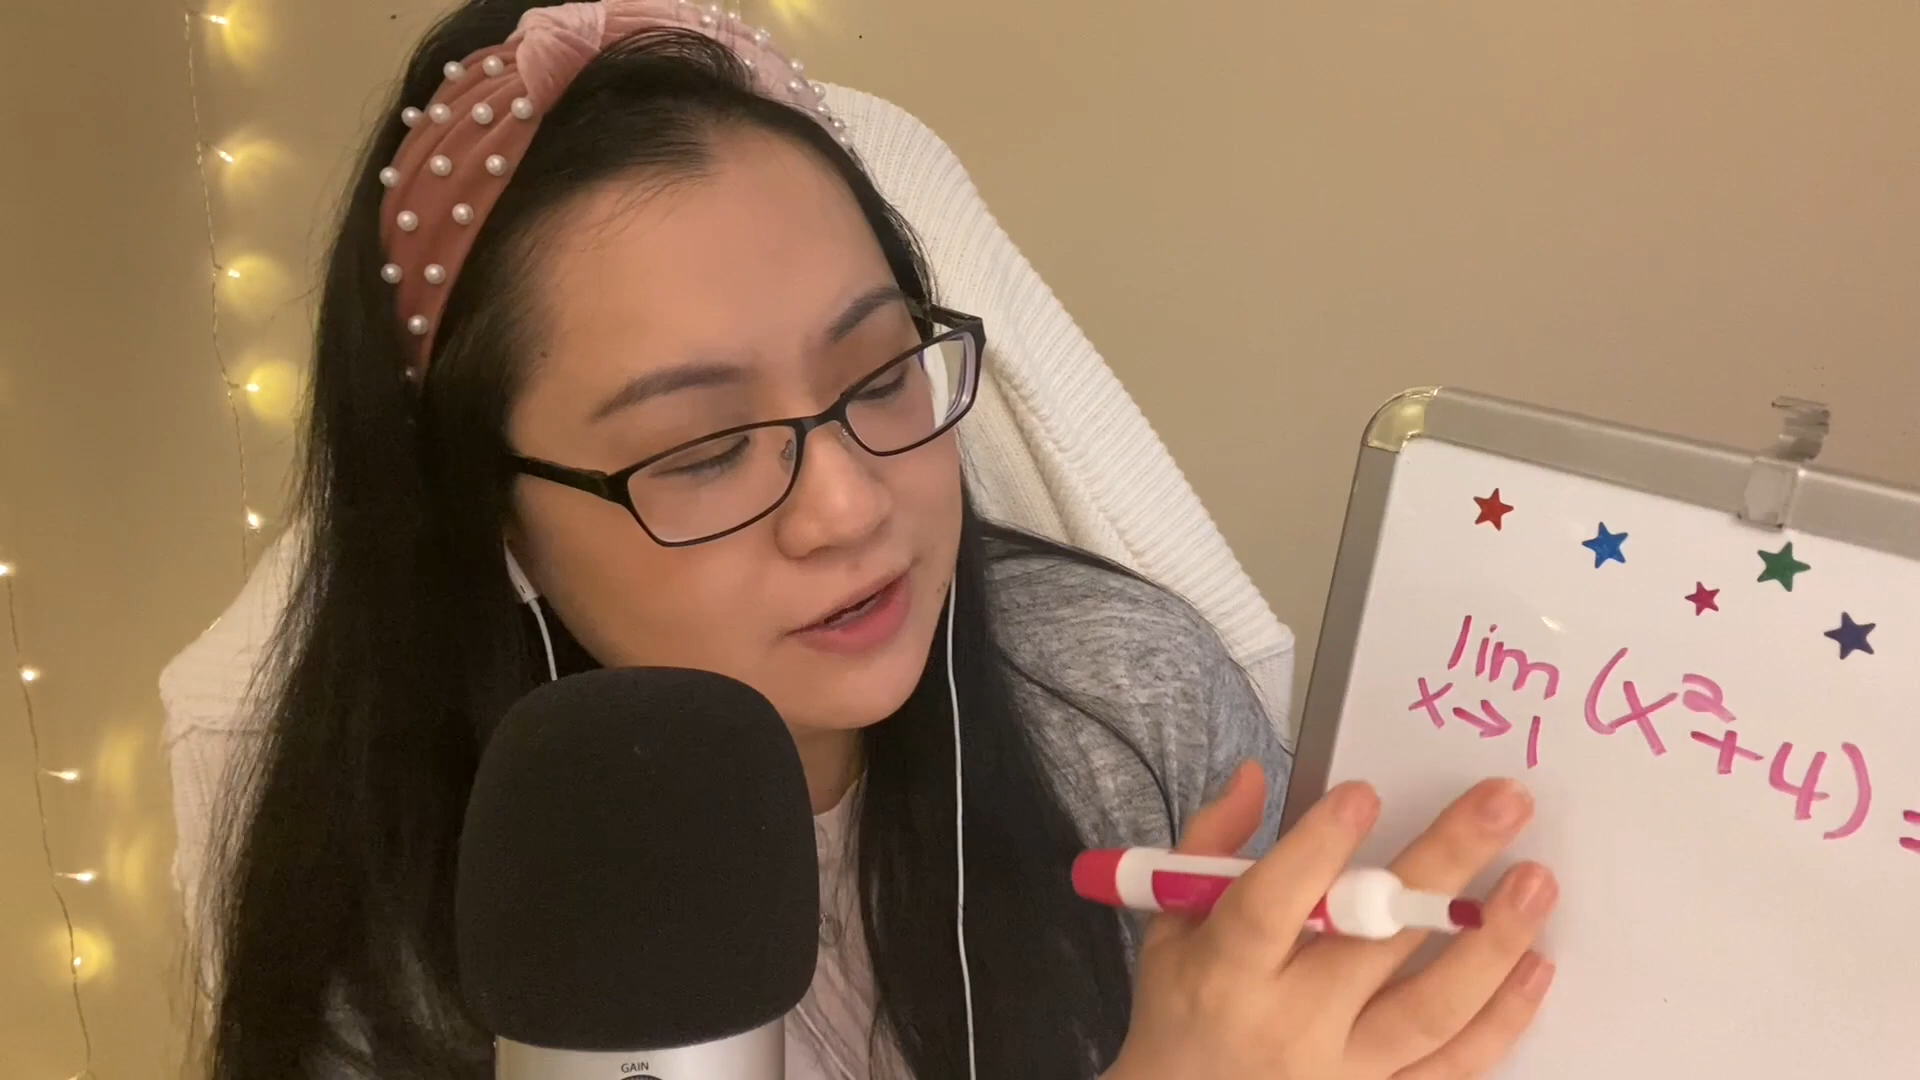 lim (x²+4) =
x→1
GAIN